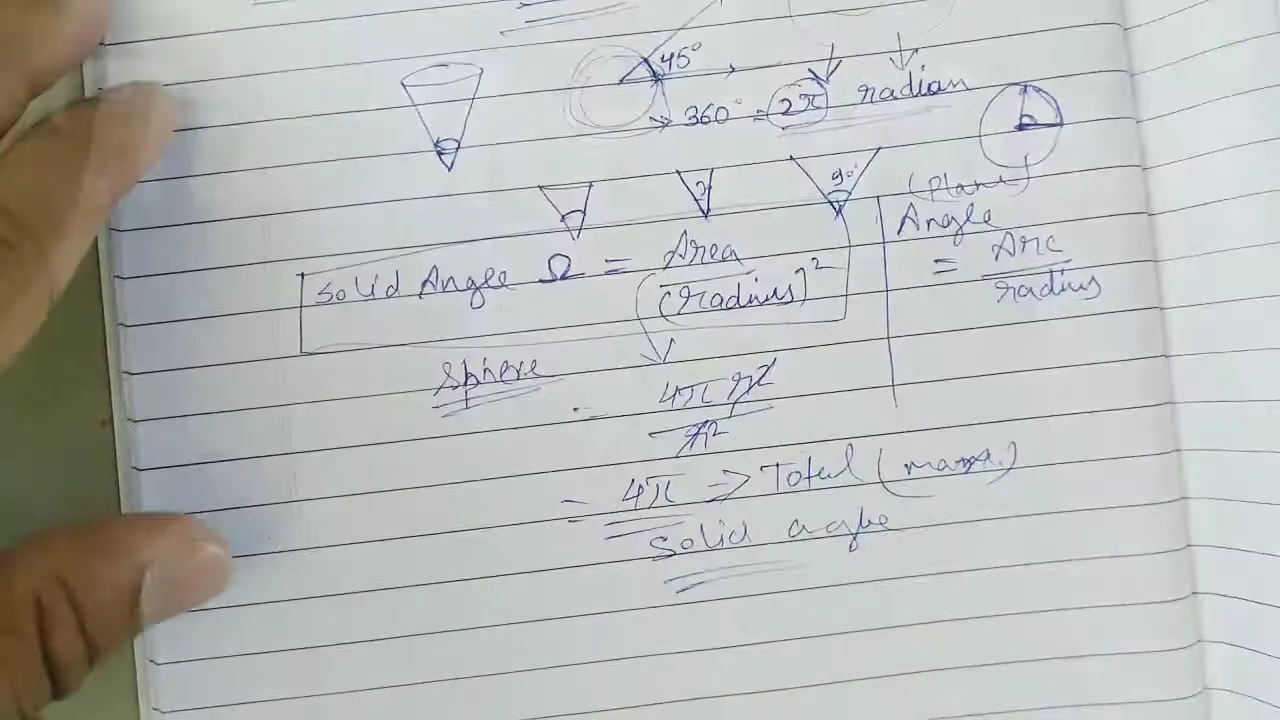 45°
360° = 2π radian
90°
(Plane)
Angle
= Arc / radius
Solid Angle Ω = Area / (radius)²
Sphere
= 4πr² / r²
= 4π => Total (max.)
Solid angle